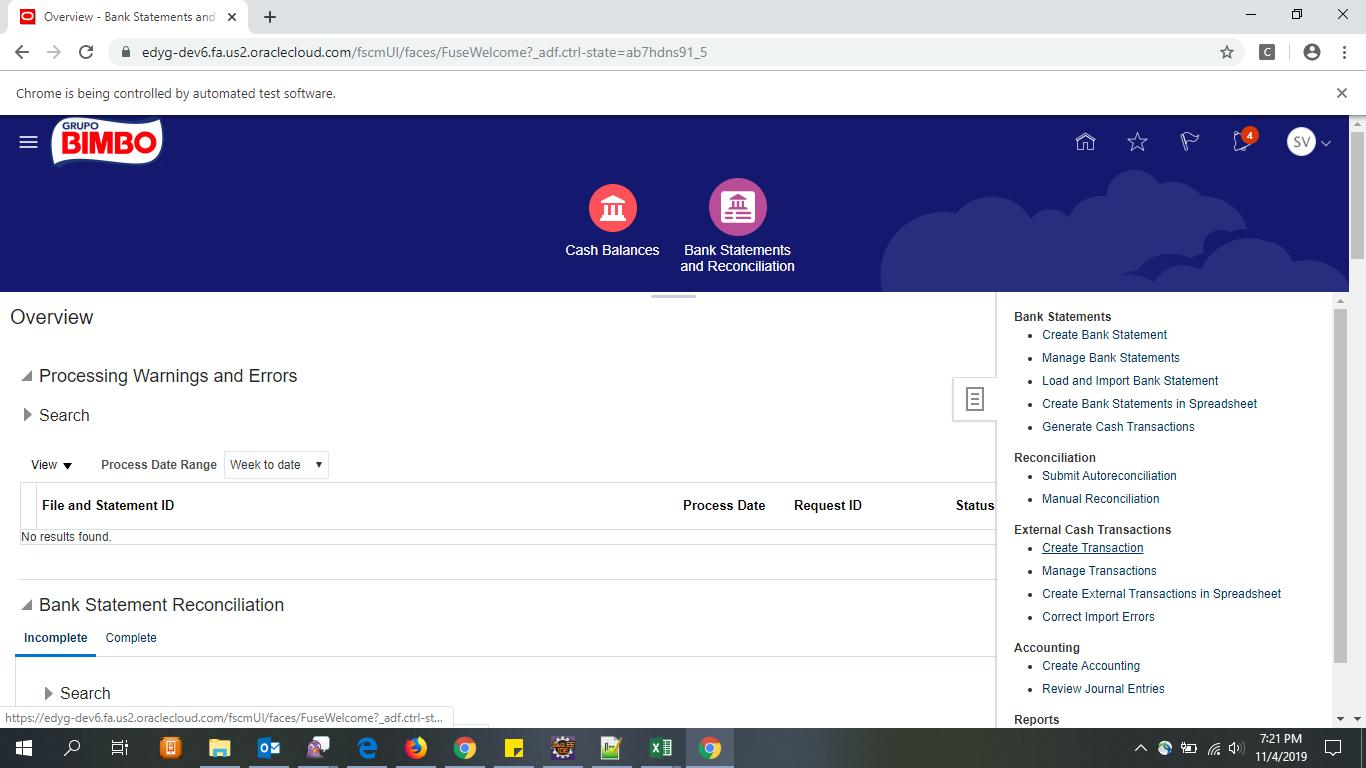 Overview - Bank Statements and
edyg-dev6.fa.us2.oraclecloud.com/fscmUI/faces/FuseWelcome?_adf.ctrl-state=ab7hdns91_5
C
Chrome is being controlled by automated test software.
GRUPO
BIMBO
4
SV
Cash Balances
Bank Statements
and Reconciliation
Overview
Processing Warnings and Errors
Search
View
Process Date Range
Week to date
File and Statement ID
Process Date
Request ID
Status
No results found.
Bank Statement Reconciliation
Incomplete
Complete
Search
Bank Statements
Create Bank Statement
Manage Bank Statements
Load and Import Bank Statement
Create Bank Statements in Spreadsheet
Generate Cash Transactions
Reconciliation
Submit Autoreconciliation
Manual Reconciliation
External Cash Transactions
Create Transaction
Manage Transactions
Create External Transactions in Spreadsheet
Correct Import Errors
Accounting
Create Accounting
Review Journal Entries
Reports
https://edyg-dev6.fa.us2.oraclecloud.com/fscmUI/faces/FuseWelcome?_adf.ctrl-st...
7:21 PM
11/4/2019